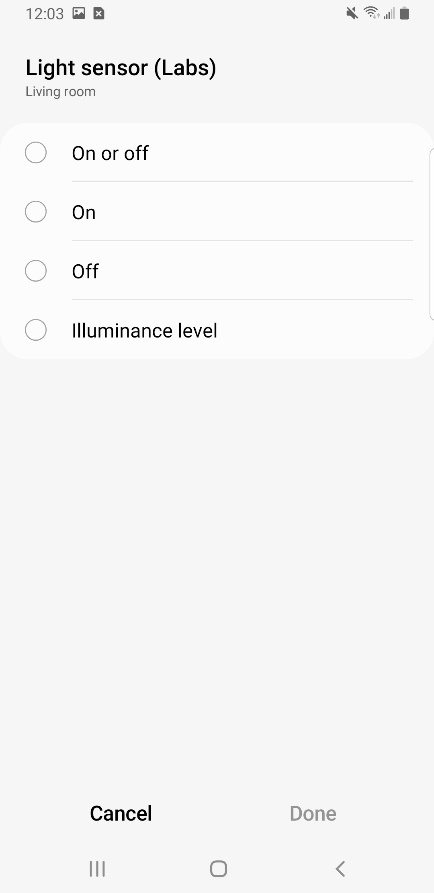 12:03
Light sensor (Labs)
Living room
On or off
On
Off
Illuminance level
Cancel Done